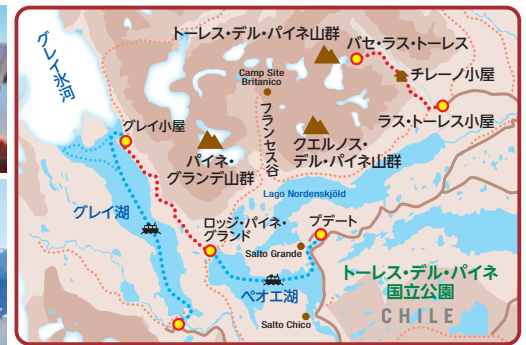 トーレス・デル・パイネ山群
バセ・ラス・トーレス
グレイ氷河
Camp Site
Britanico
チレーノ小屋
フランセス谷
グレイ小屋
ラス・トーレス小屋
パイネ・
グランデ山群
クエルノス・
デル・パイネ山群
Lago Nordenskjöld
グレイ湖
ロッジ・パイネ・
グランド
プデート
Salto Grande
トーレス・デル・パイネ
国立公園
ペオエ湖
CHILE
Salto Chico